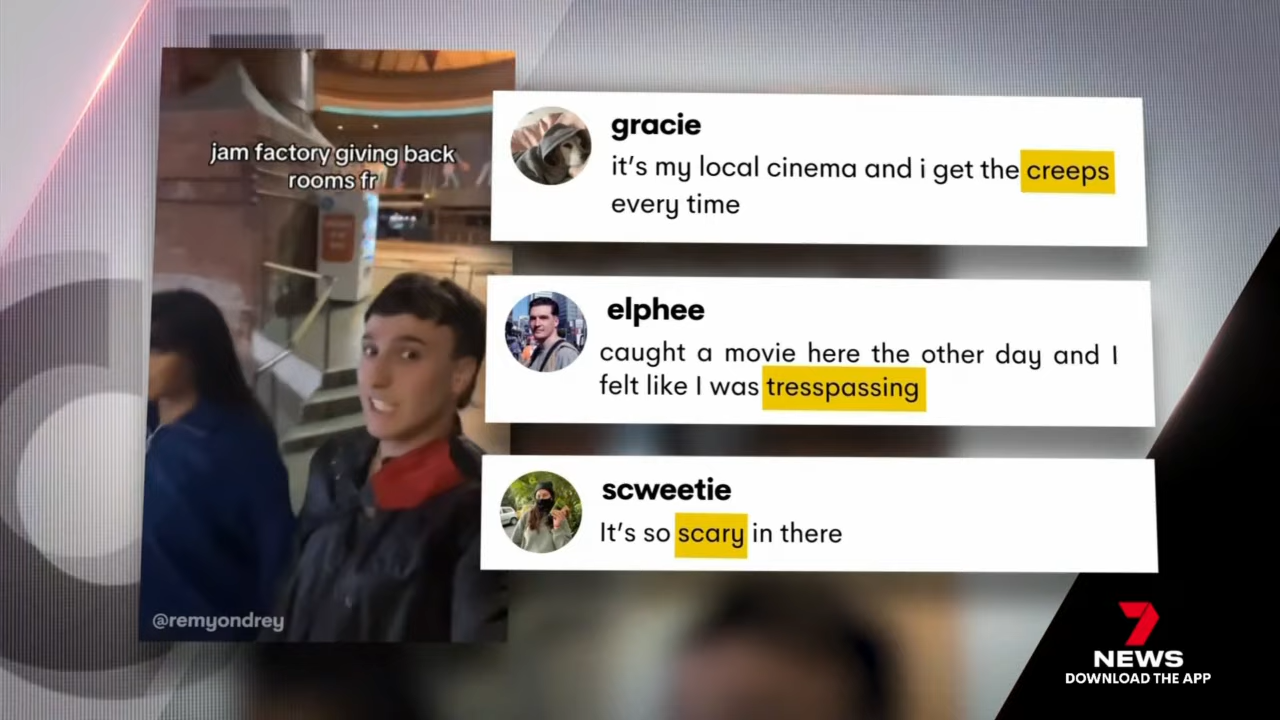 jam factory giving back
rooms fr
@remyondrey
gracie
it's my local cinema and i get the creeps
every time
elphee
caught a movie here the other day and I
felt like I was tresspassing
scweetie
It's so scary in there
7
NEWS
DOWNLOAD THE APP